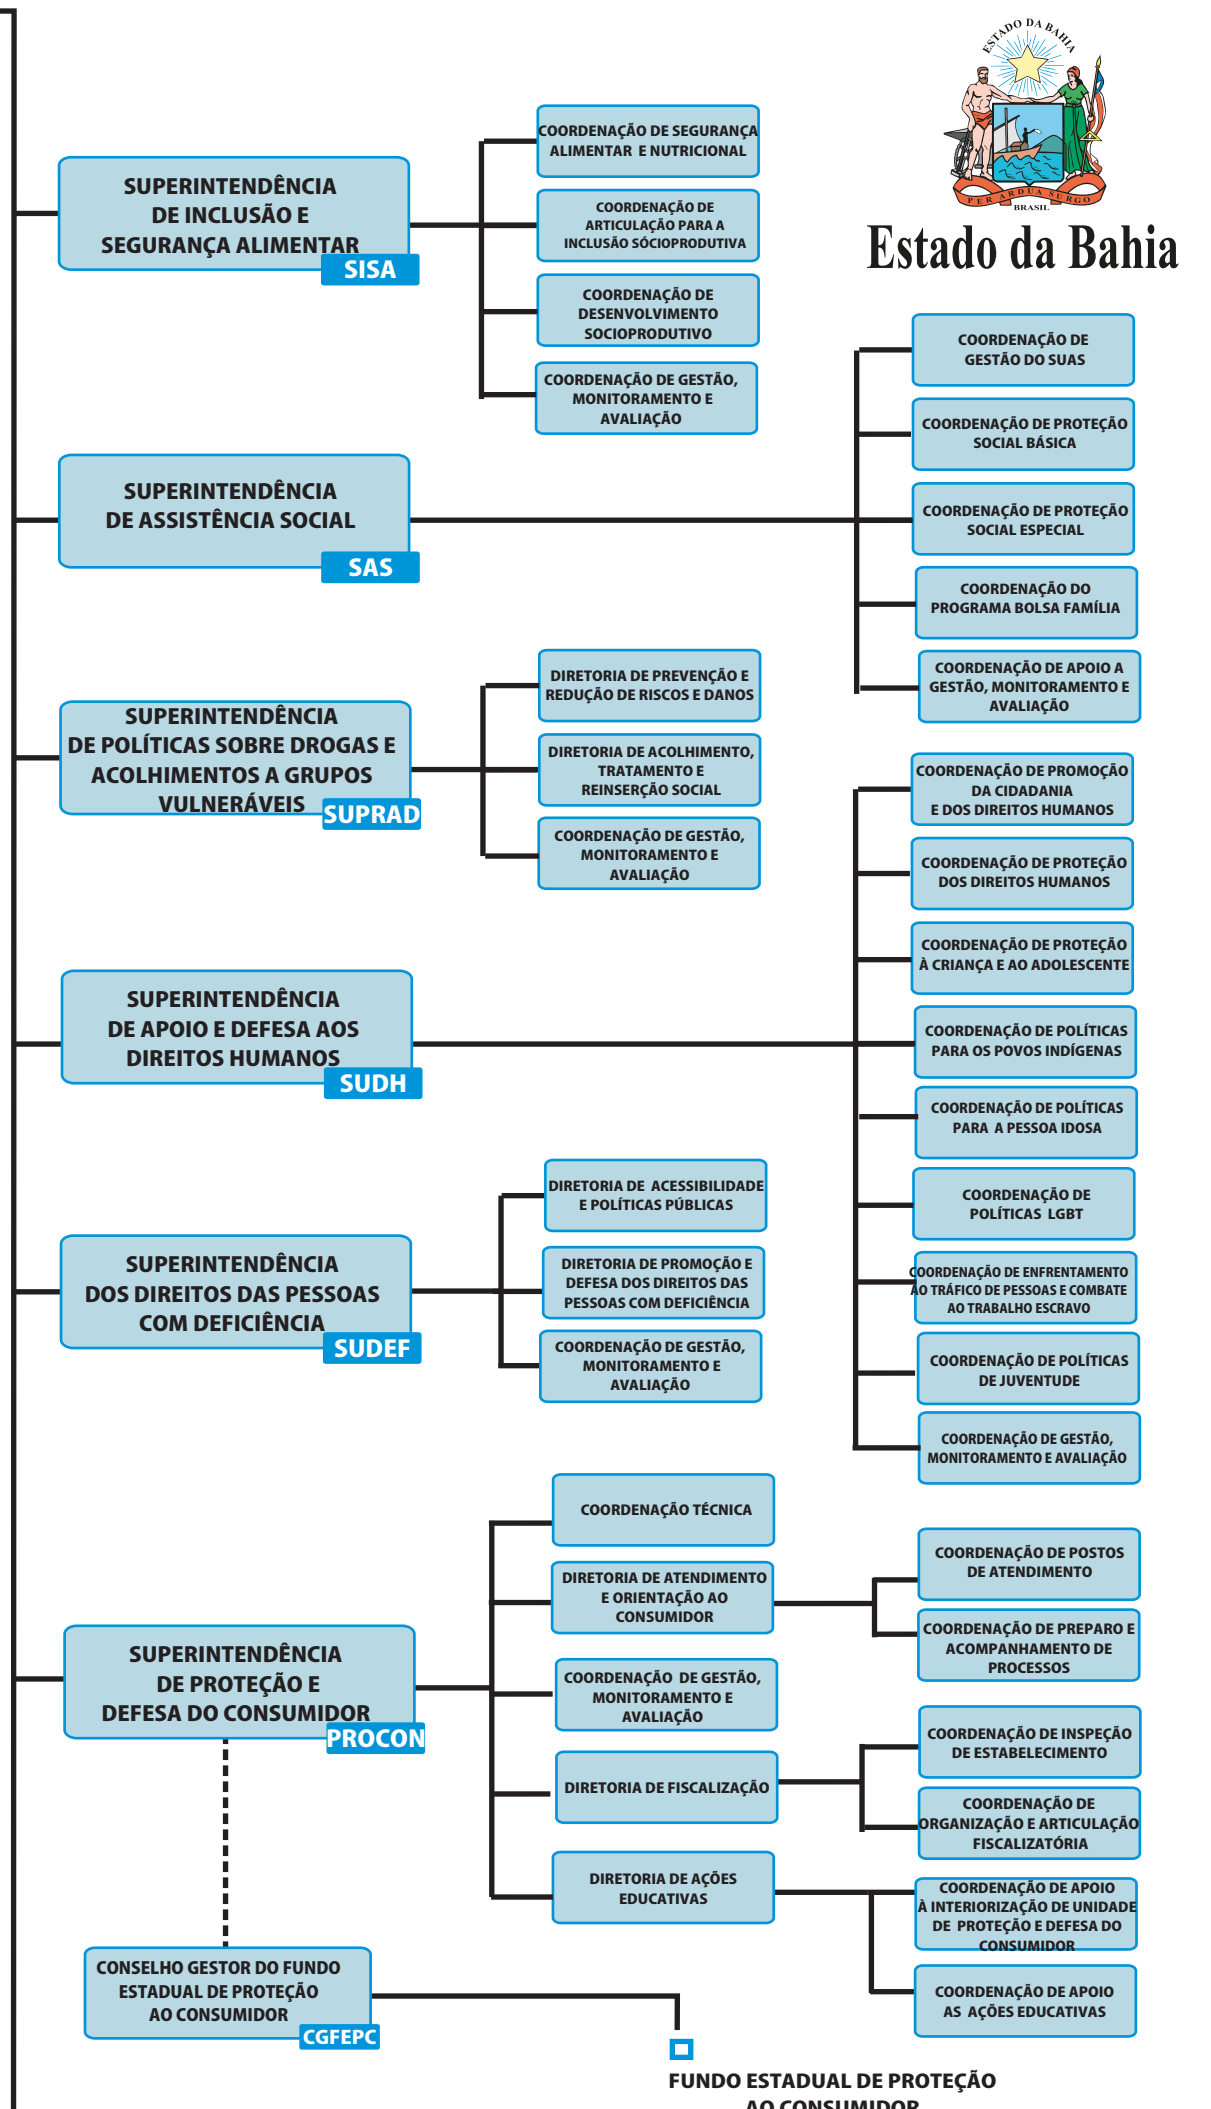 ESTADO DA BAHIA
PER ARDUA SURGO
BRASIL
Estado da Bahia
SUPERINTENDÊNCIA
DE INCLUSÃO E
SEGURANÇA ALIMENTAR
SISA
COORDENAÇÃO DE SEGURANÇA
ALIMENTAR E NUTRICIONAL
COORDENAÇÃO DE
ARTICULAÇÃO PARA A
INCLUSÃO SÓCIOPRODUTIVA
COORDENAÇÃO DE
DESENVOLVIMENTO
SOCIOPRODUTIVO
COORDENAÇÃO DE GESTÃO,
MONITORAMENTO E
AVALIAÇÃO
SUPERINTENDÊNCIA
DE ASSISTÊNCIA SOCIAL
SAS
COORDENAÇÃO DE
GESTÃO DO SUAS
COORDENAÇÃO DE PROTEÇÃO
SOCIAL BÁSICA
COORDENAÇÃO DE PROTEÇÃO
SOCIAL ESPECIAL
COORDENAÇÃO DO
PROGRAMA BOLSA FAMÍLIA
COORDENAÇÃO DE APOIO A
GESTÃO, MONITORAMENTO E
AVALIAÇÃO
SUPERINTENDÊNCIA
DE POLÍTICAS SOBRE DROGAS E
ACOLHIMENTOS A GRUPOS
VULNERÁVEIS
SUPRAD
DIRETORIA DE PREVENÇÃO E
REDUÇÃO DE RISCOS E DANOS
DIRETORIA DE ACOLHIMENTO,
TRATAMENTO E
REINSERÇÃO SOCIAL
COORDENAÇÃO DE GESTÃO,
MONITORAMENTO E
AVALIAÇÃO
SUPERINTENDÊNCIA
DE APOIO E DEFESA AOS
DIREITOS HUMANOS
SUDH
COORDENAÇÃO DE PROMOÇÃO
DA CIDADANIA
E DOS DIREITOS HUMANOS
COORDENAÇÃO DE PROTEÇÃO
DOS DIREITOS HUMANOS
COORDENAÇÃO DE PROTEÇÃO
À CRIANÇA E AO ADOLESCENTE
COORDENAÇÃO DE POLÍTICAS
PARA OS POVOS INDÍGENAS
COORDENAÇÃO DE POLÍTICAS
PARA A PESSOA IDOSA
COORDENAÇÃO DE
POLÍTICAS LGBT
COORDENAÇÃO DE ENFRENTAMENTO
AO TRÁFICO DE PESSOAS E COMBATE
AO TRABALHO ESCRAVO
COORDENAÇÃO DE POLÍTICAS
DE JUVENTUDE
COORDENAÇÃO DE GESTÃO,
MONITORAMENTO E AVALIAÇÃO
SUPERINTENDÊNCIA
DOS DIREITOS DAS PESSOAS
COM DEFICIÊNCIA
SUDEF
DIRETORIA DE ACESSIBILIDADE
E POLÍTICAS PÚBLICAS
DIRETORIA DE PROMOÇÃO E
DEFESA DOS DIREITOS DAS
PESSOAS COM DEFICIÊNCIA
COORDENAÇÃO DE GESTÃO,
MONITORAMENTO E
AVALIAÇÃO
SUPERINTENDÊNCIA
DE PROTEÇÃO E
DEFESA DO CONSUMIDOR
PROCON
COORDENAÇÃO TÉCNICA
DIRETORIA DE ATENDIMENTO
E ORIENTAÇÃO AO
CONSUMIDOR
COORDENAÇÃO DE POSTOS
DE ATENDIMENTO
COORDENAÇÃO DE PREPARO E
ACOMPANHAMENTO DE
PROCESSOS
COORDENAÇÃO DE GESTÃO,
MONITORAMENTO E
AVALIAÇÃO
DIRETORIA DE FISCALIZAÇÃO
COORDENAÇÃO DE INSPEÇÃO
DE ESTABELECIMENTO
COORDENAÇÃO DE
ORGANIZAÇÃO E ARTICULAÇÃO
FISCALIZATÓRIA
DIRETORIA DE AÇÕES
EDUCATIVAS
COORDENAÇÃO DE APOIO
À INTERIORIZAÇÃO DE UNIDADE
DE PROTEÇÃO E DEFESA DO
CONSUMIDOR
COORDENAÇÃO DE APOIO
AS AÇÕES EDUCATIVAS
CONSELHO GESTOR DO FUNDO
ESTADUAL DE PROTEÇÃO
AO CONSUMIDOR
CGFEPC
FUNDO ESTADUAL DE PROTEÇÃO
AO CONSUMIDOR